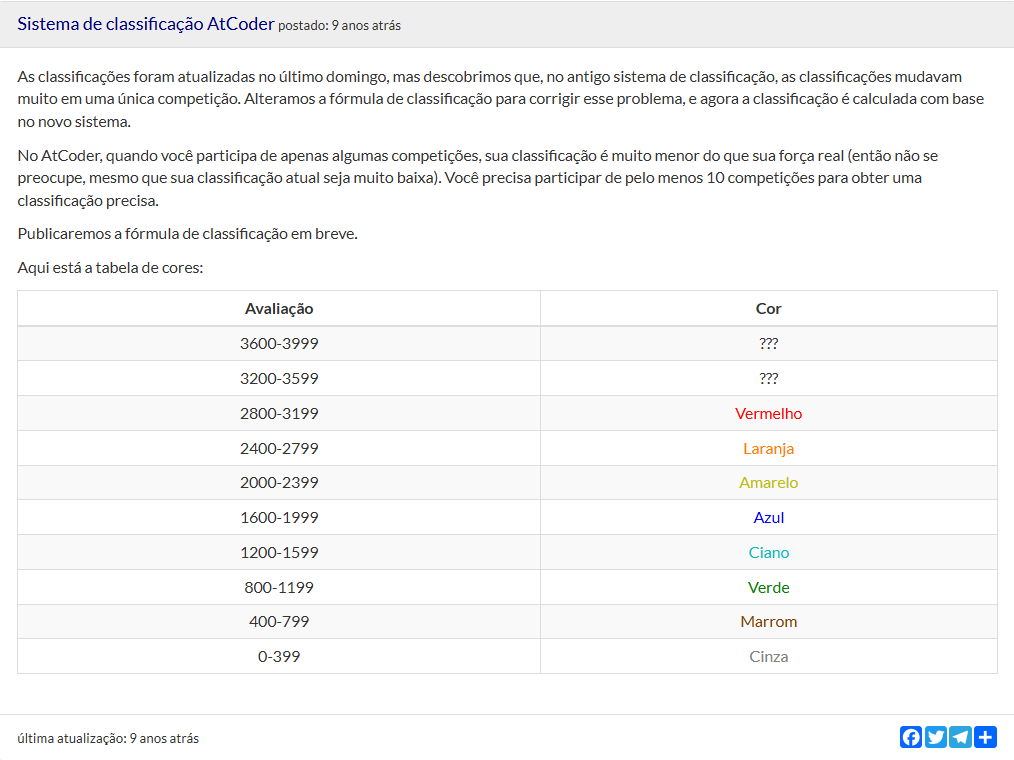 Sistema de classificação AtCoder postado: 9 anos atrás
As classificações foram atualizadas no último domingo, mas descobrimos que, no antigo sistema de classificação, as classificações mudavam
muito em uma única competição. Alteramos a fórmula de classificação para corrigir esse problema, e agora a classificação é calculada com base
no novo sistema.
No AtCoder, quando você participa de apenas algumas competições, sua classificação é muito menor do que sua força real (então não se
preocupe, mesmo que sua classificação atual seja muito baixa). Você precisa participar de pelo menos 10 competições para obter uma
classificação precisa.
Publicaremos a fórmula de classificação em breve.
Aqui está a tabela de cores:
Avaliação Cor
3600-3999 ???
3200-3599 ???
2800-3199 Vermelho
2400-2799 Laranja
2000-2399 Amarelo
1600-1999 Azul
1200-1599 Ciano
800-1199 Verde
400-799 Marrom
0-399 Cinza
última atualização: 9 anos atrás